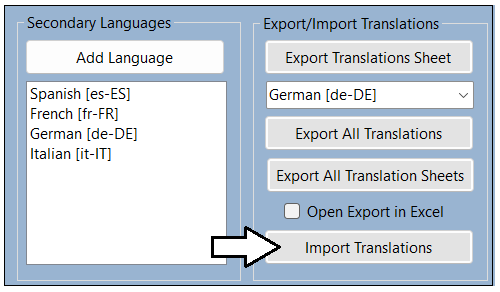 Secondary Languages
Add Language
Spanish [es-ES]
French [fr-FR]
German [de-DE]
Italian [it-IT]
Export/Import Translations
Export Translations Sheet
German [de-DE]
Export All Translations
Export All Translation Sheets
Open Export in Excel
Import Translations